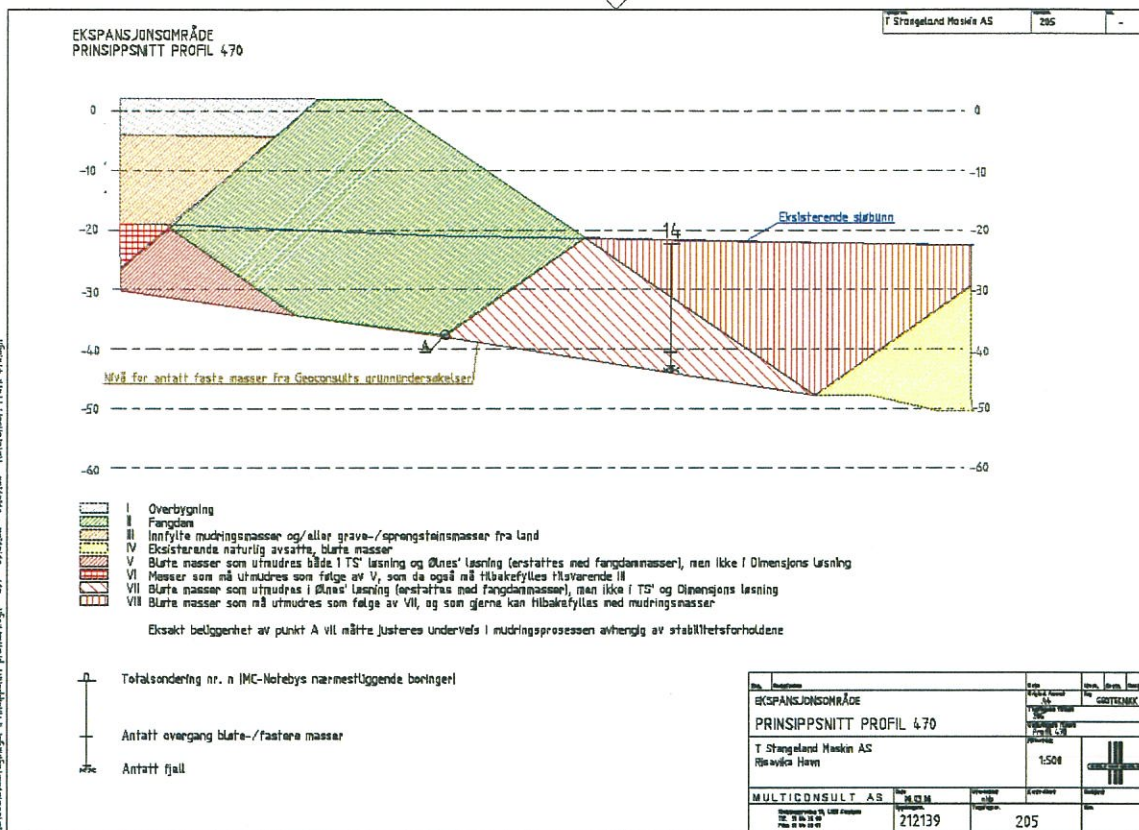 T Stangeland Maskin AS 205 -
EKSPANSJONSOMRÅDE
PRINSIPPSNITT PROFIL 470
0 0
-10 -10
Eksisterende sjøbunn
-20 14 -20
-30 -30
A
-40 -40
Nivå for antatt faste masser fra Geoconsults grunnundersøkelser
-50 -50
-60 -60
I Overbygning
II Fangdam
III Innfylte mudringsmasser og/eller grave-/sprengsteinsmasser fra land
IV Eksisterende naturlig avsatte, bløte masser
V Bløte masser som utmudres både i TS' løsning og Ølnes' løsning (erstattes med fangdammasser), men ikke i Dimensjons løsning
VI Masser som må utmudres som følge av V, som da også må tilbakefylles tilsvarende III
VII Bløte masser som utmudres i Ølnes' løsning (erstattes med fangdammasser), men ikke i TS' og Dimensjons løsning
VIII Bløte masser som må utmudres som følge av VII, og som gjerne kan tilbakefylles med mudringsmasser
Eksakt beliggenhet av punkt A vil måtte justeres underveis i mudringsprosessen avhengig av stabilitetsforholdene
n Totalsondering nr. n (MC-Notebys nærmestliggende boringer)
Antatt overgang bløte-/fastere masser
Antatt fjell
EKSPANSJONSOMRÅDE
GEOTEKNIKK
PRINSIPPSNITT PROFIL 470
Profil 470
T Stangeland Maskin AS
Risavika Havn
1:500
MULTICONSULT AS
212139 205